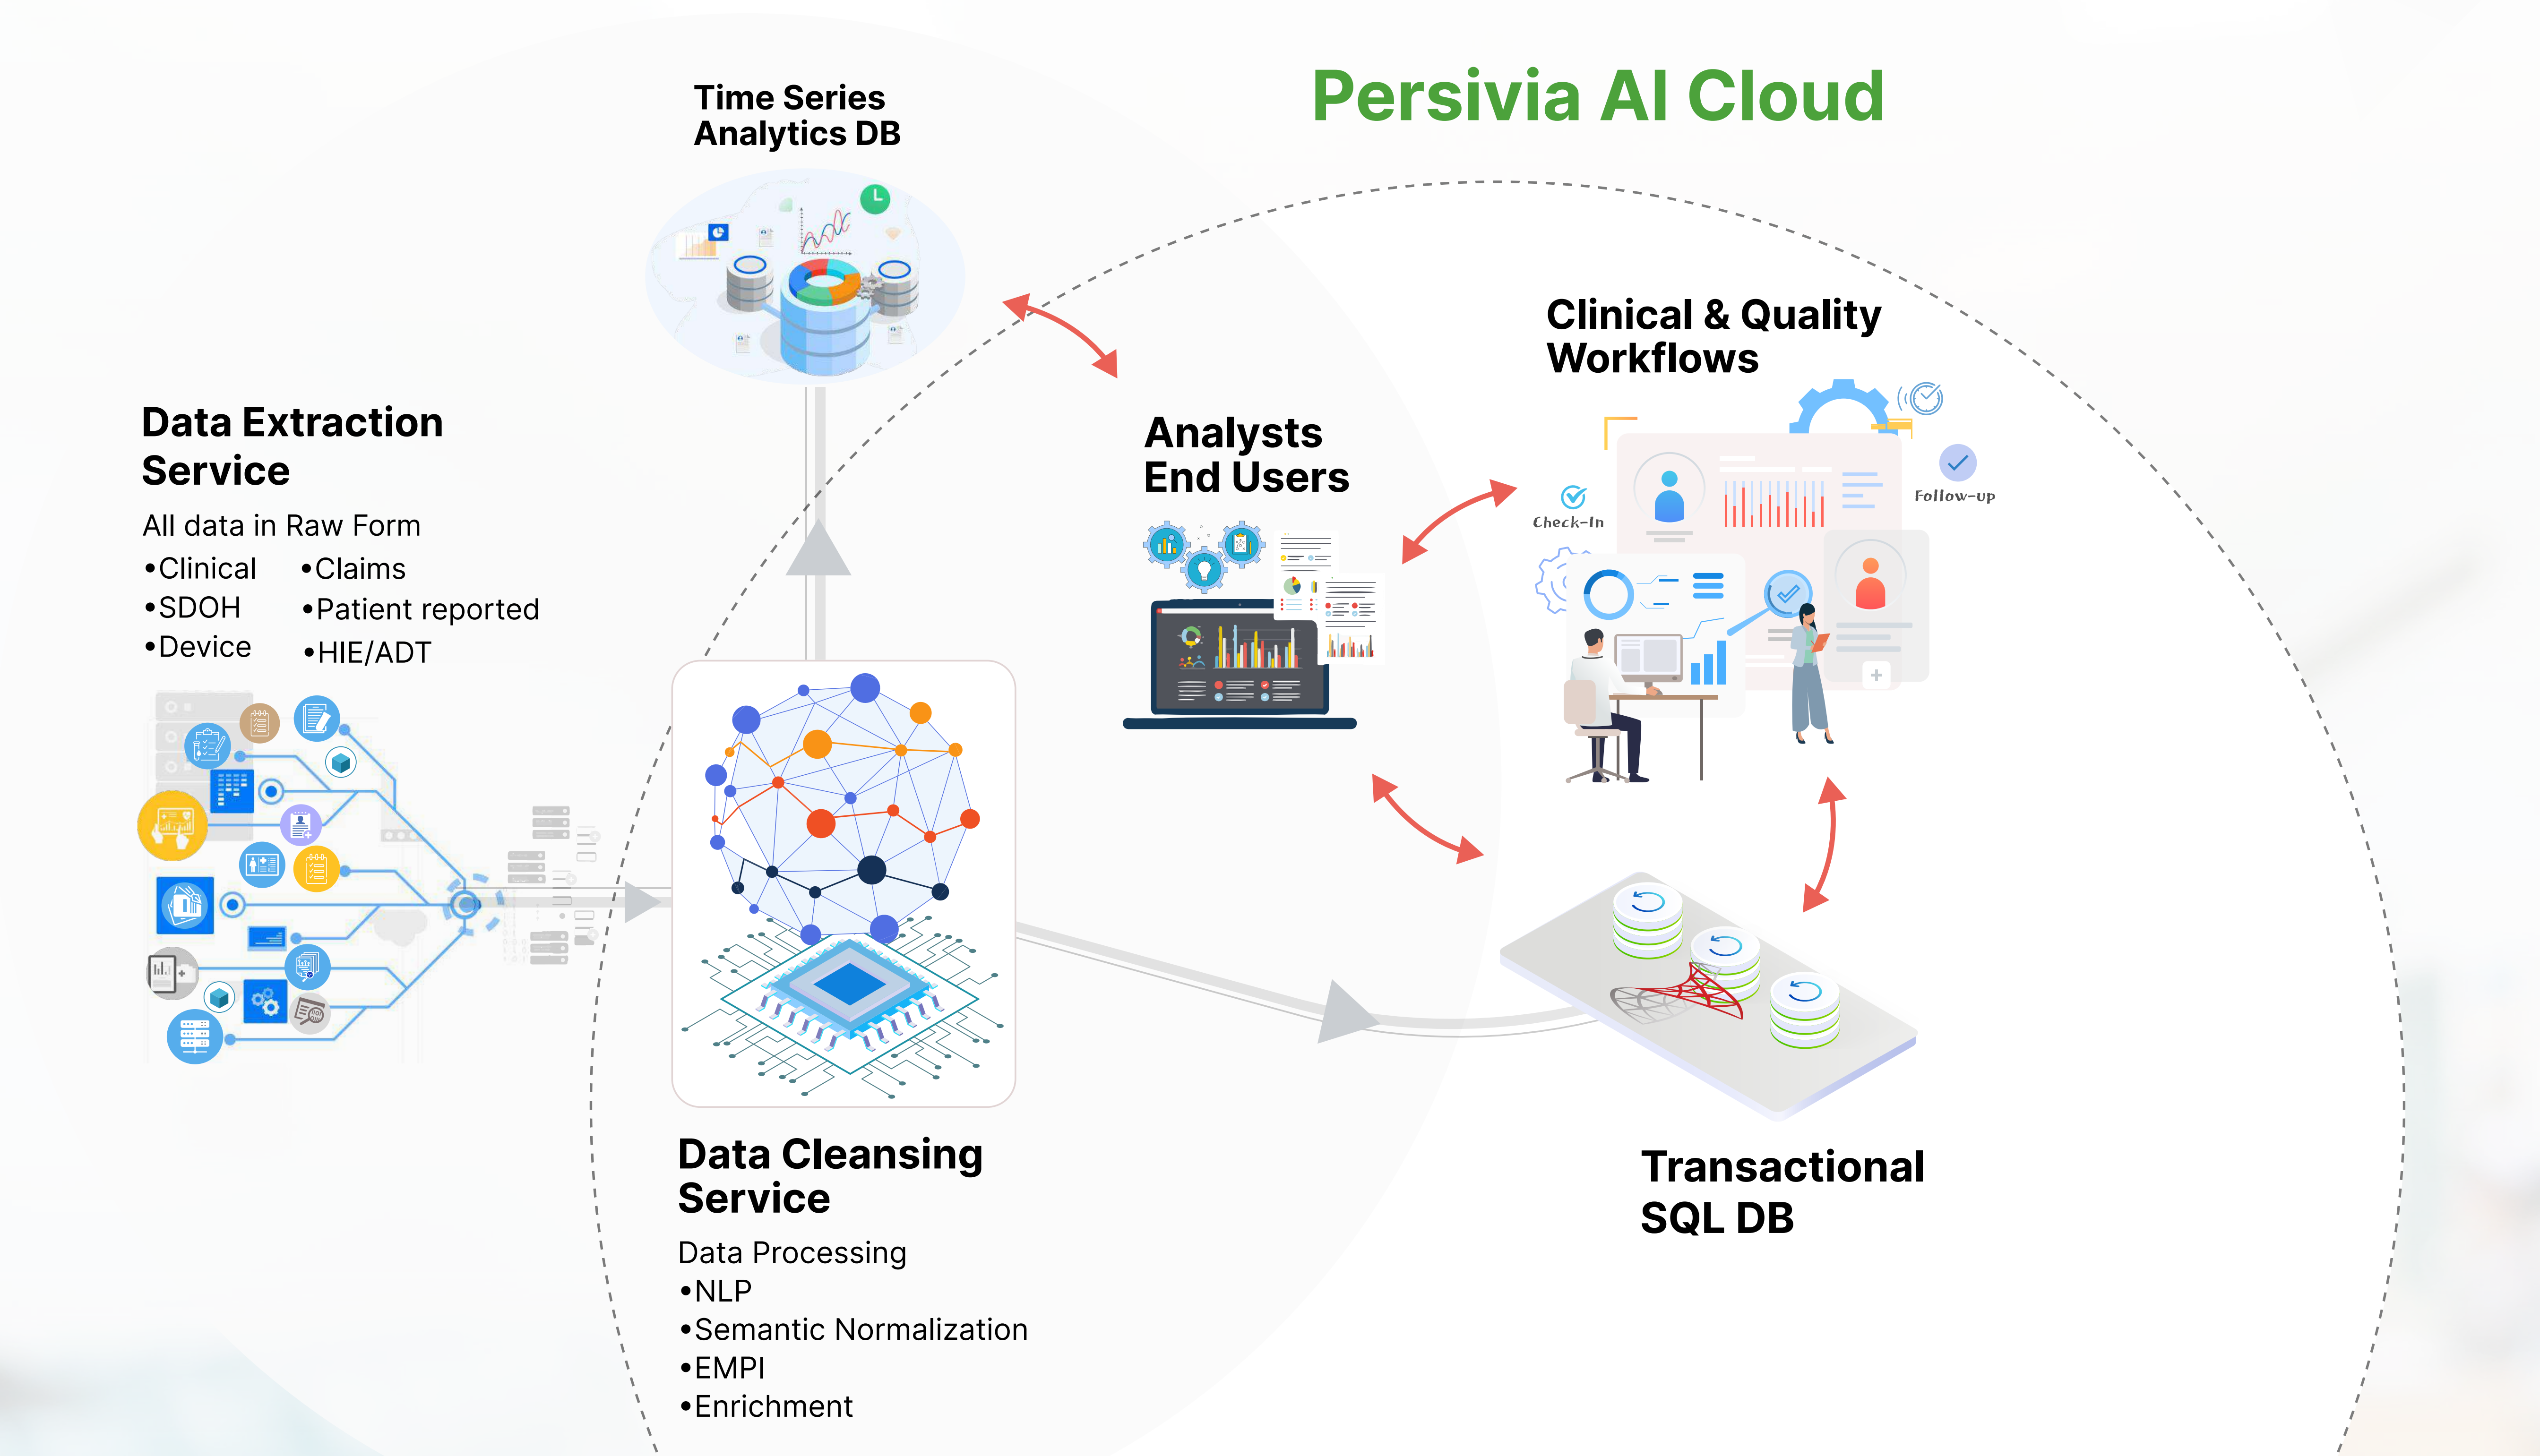 Persivia AI Cloud
Time Series
Analytics DB
Data Extraction
Service
All data in Raw Form
•Clinical
•Claims
•SDOH
•Patient reported
•Device
•HIE/ADT
Analysts
End Users
Clinical & Quality
Workflows
Check-In
Follow-up
Data Cleansing
Service
Data Processing
•NLP
•Semantic Normalization
•EMPI
•Enrichment
Transactional
SQL DB